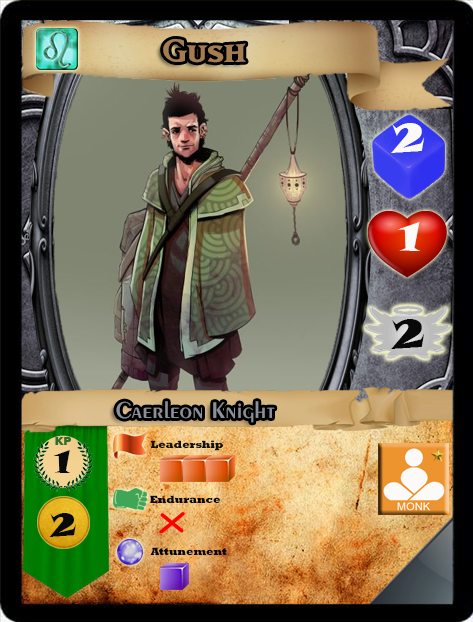 Gush
2
1
2
Caerleon Knight
KP
1
2
Leadership
Endurance
Attunement
MONK